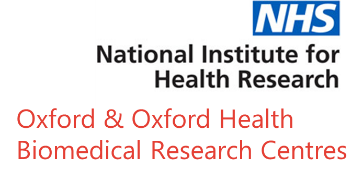 NHS
National Institute for
Health Research
Oxford & Oxford Health
Biomedical Research Centres